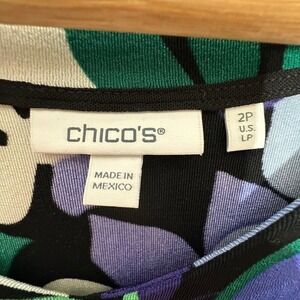 chico's®
2P
U.S.
LP
MADE IN
MEXICO